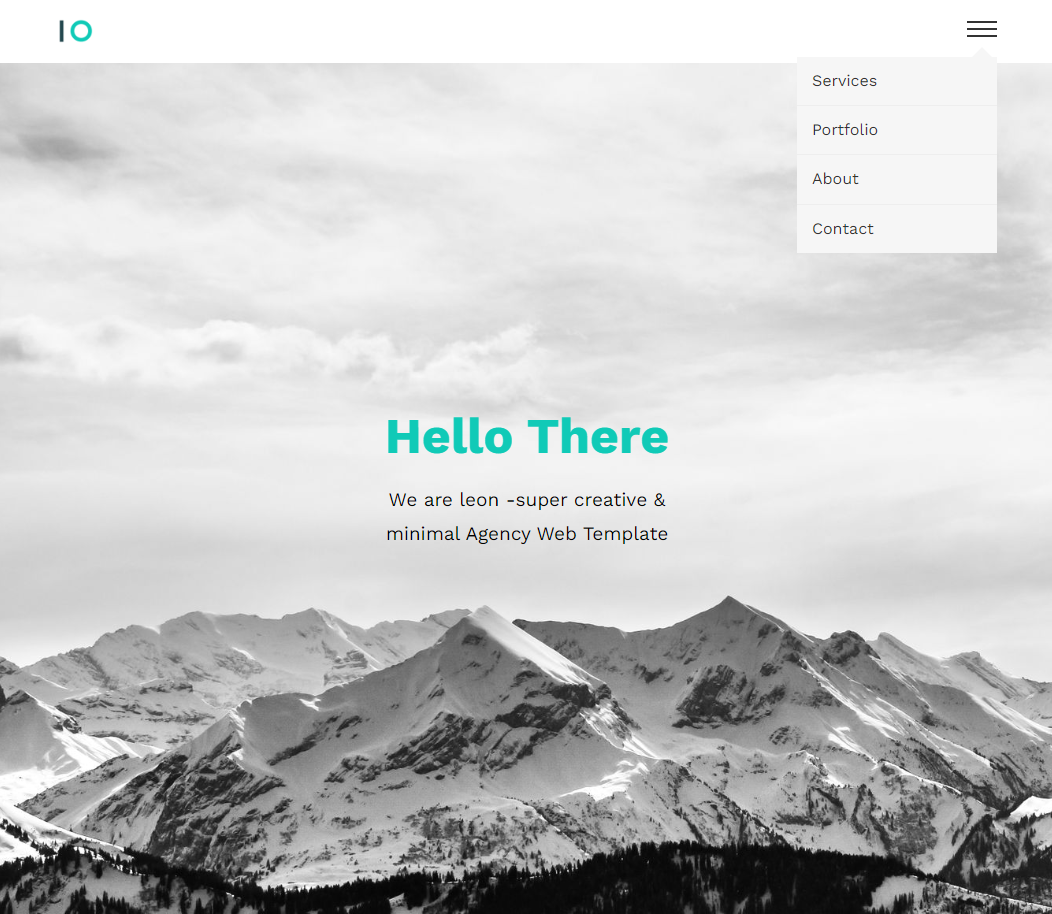 IO
Services
Portfolio
About
Contact
Hello There
We are leon -super creative &
minimal Agency Web Template